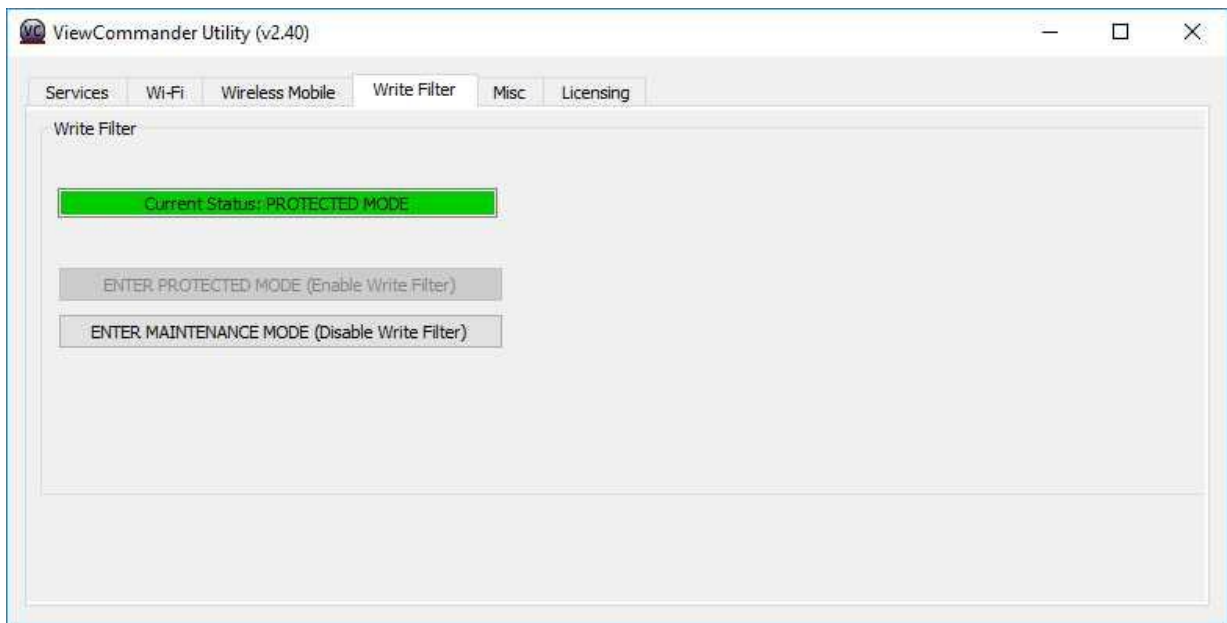 VC ViewCommander Utility (v2.40)
Services Wi-Fi Wireless Mobile Write Filter Misc Licensing
Write Filter
Current Status: PROTECTED MODE
ENTER PROTECTED MODE (Enable Write Filter)
ENTER MAINTENANCE MODE (Disable Write Filter)